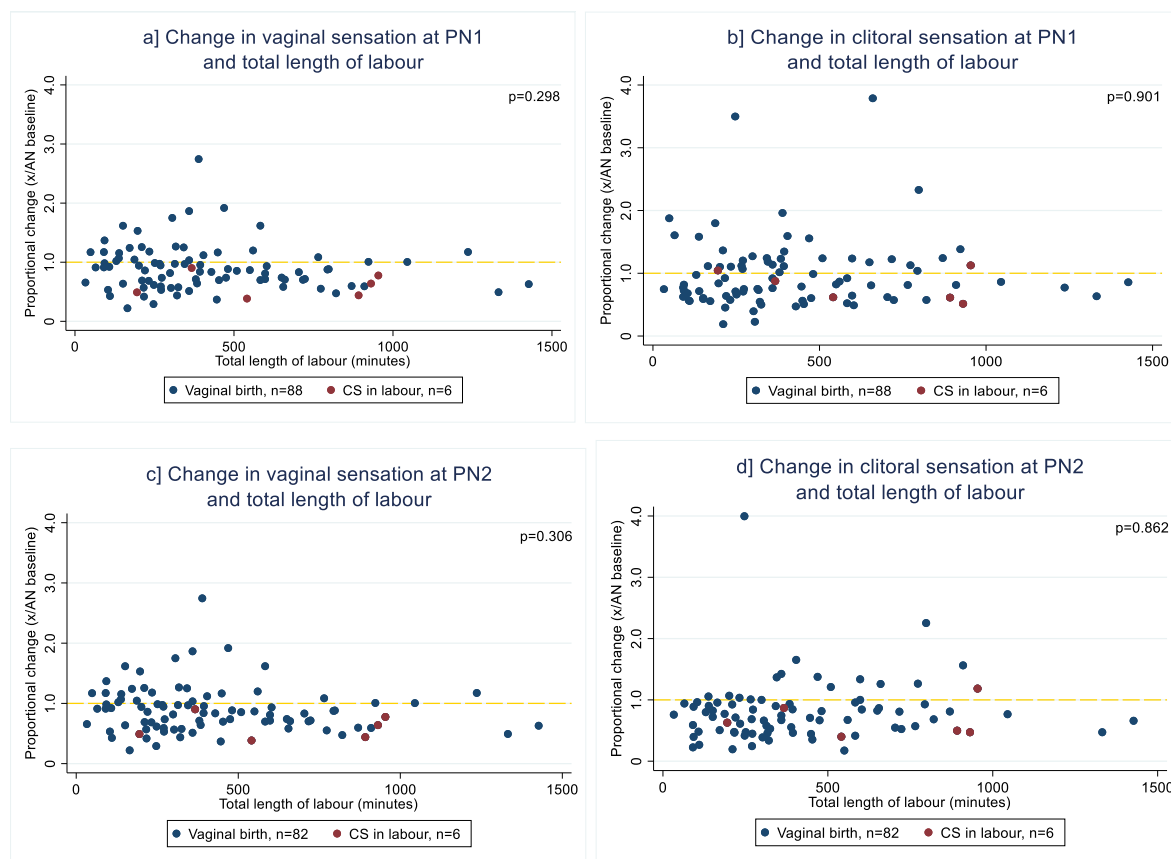 a] Change in vaginal sensation at PN1
and total length of labour
p=0.298
Proportional change (x/AN baseline)
4.0
3.0
2.0
1.0
0
0 500 1000 1500
Total length of labour (minutes)
Vaginal birth, n=88 CS in labour, n=6
b] Change in clitoral sensation at PN1
and total length of labour
p=0.901
Proportional change (x/AN baseline)
4.0
3.0
2.0
1.0
0
0 500 1000 1500
Vaginal birth, n=88 CS in labour, n=6
c] Change in vaginal sensation at PN2
and total length of labour
p=0.306
Proportional change (x/AN baseline)
4.0
3.0
2.0
1.0
0
0 500 1000 1500
Total length of labour (minutes)
Vaginal birth, n=82 CS in labour, n=6
d] Change in clitoral sensation at PN2
and total length of labour
p=0.862
Proportional change (x/AN baseline)
4.0
3.0
2.0
1.0
0
0 500 1000 1500
Total length of labour (minutes)
Vaginal birth, n=82 CS in labour, n=6